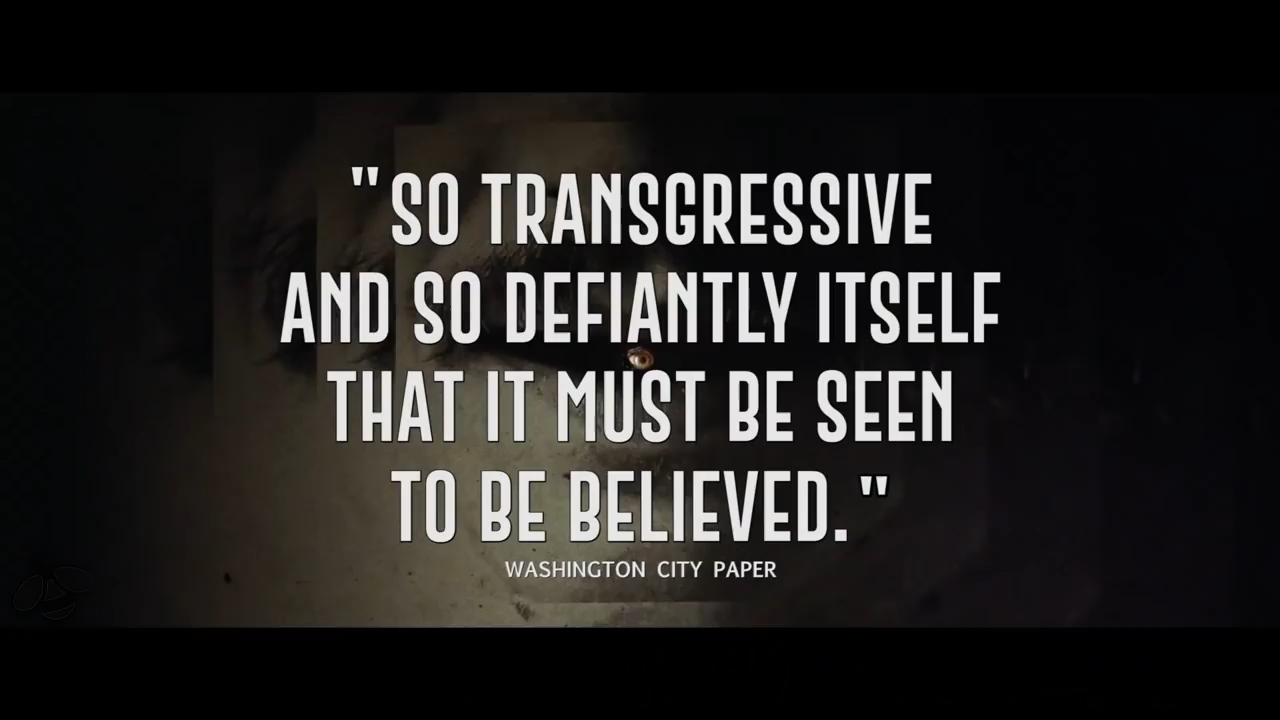 "SO TRANSGRESSIVE
AND SO DEFIANTLY ITSELF
THAT IT MUST BE SEEN
TO BE BELIEVED."
WASHINGTON CITY PAPER